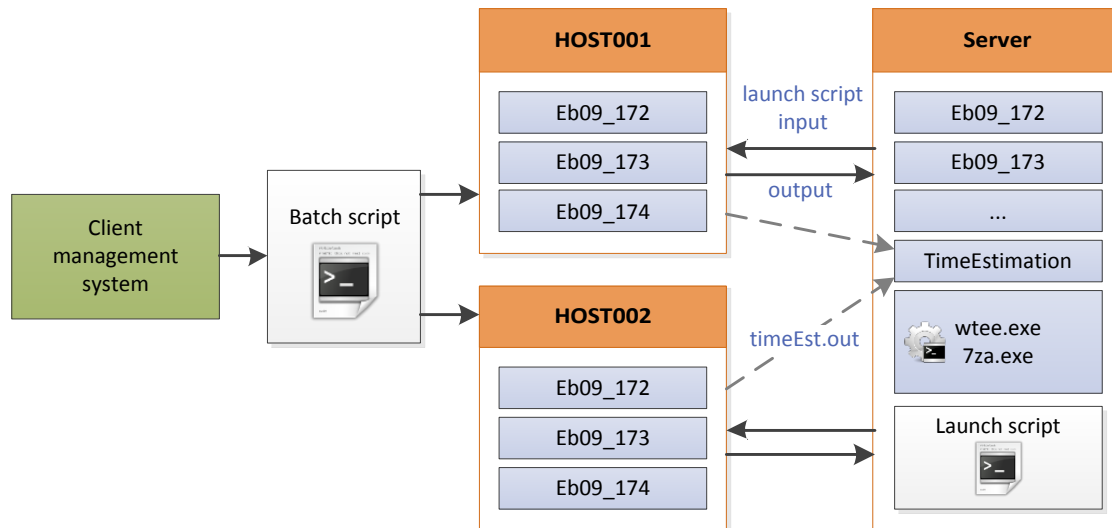 HOST001
Server
Eb09_172
Eb09_173
Eb09_174
launch script
input
output
Eb09_172
Eb09_173
...
TimeEstimation
wtee.exe
7za.exe
Launch script
>_
Client
management
system
Batch script
>_
HOST002
timeEst.out
Eb09_172
Eb09_173
Eb09_174